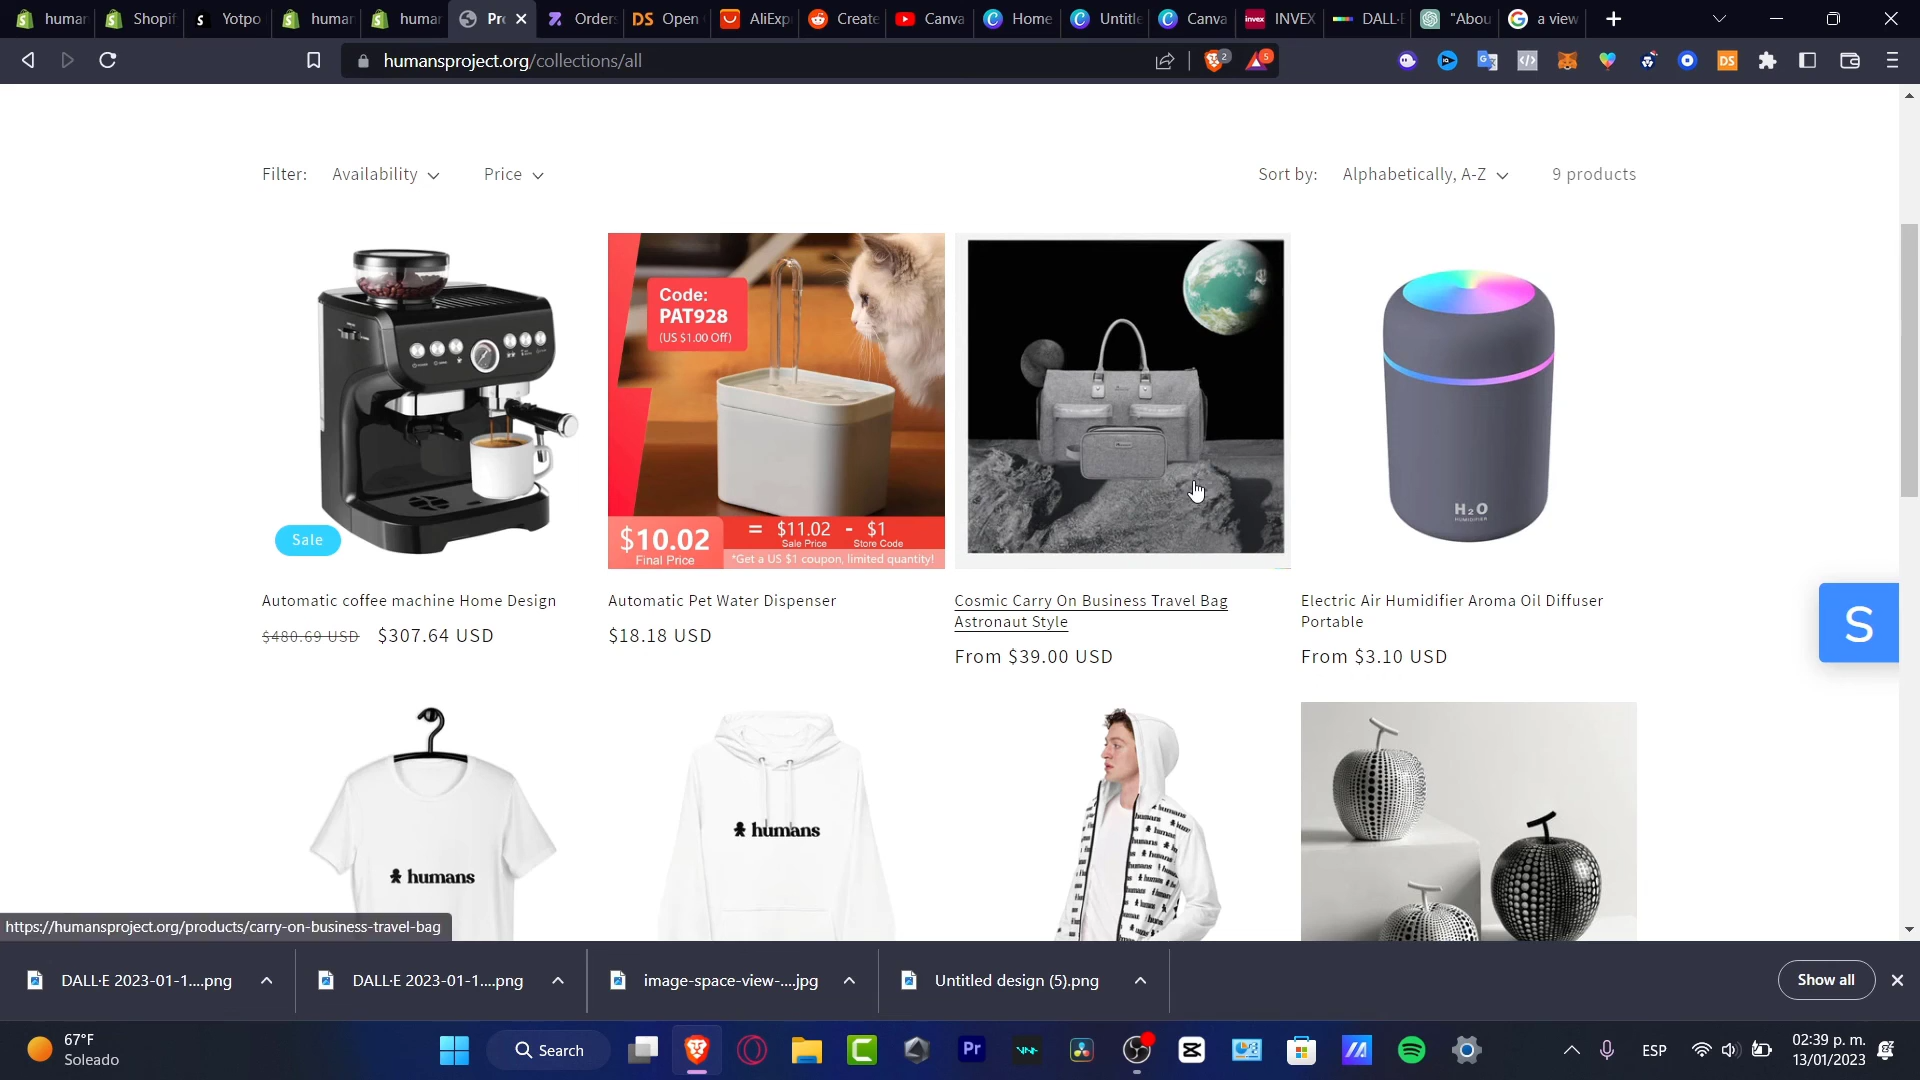 humar
Shopif
Yotpo
humar
humar
Pro
Orders
Open
AliExp
Create
Canva
Home
Untitle
Canva
INVEX
DALL·E
"Abou
a view
humansproject.org/collections/all
2
5
Filter: Availability Price Sort by: Alphabetically, A-Z 9 products
Code:
PAT928
(US $1.00 Off)
$10.02 = $11.02 - $1
Final Price Sale Price Store Code
*Get a US $1 coupon, limited quantity!
H₂O
HUMIDIFIER
Sale
S
Automatic coffee machine Home Design
$480.69 USD $307.64 USD
Automatic Pet Water Dispenser
$18.18 USD
Cosmic Carry On Business Travel Bag
Astronaut Style
From $39.00 USD
Electric Air Humidifier Aroma Oil Diffuser
Portable
From $3.10 USD
humans
humans
https://humansproject.org/products/carry-on-business-travel-bag
DALL·E 2023-01-1....png
DALL·E 2023-01-1....png
image-space-view-....jpg
Untitled design (5).png
Show all
67°F
Soleado
Search
ESP
02:39 p. m.
13/01/2023